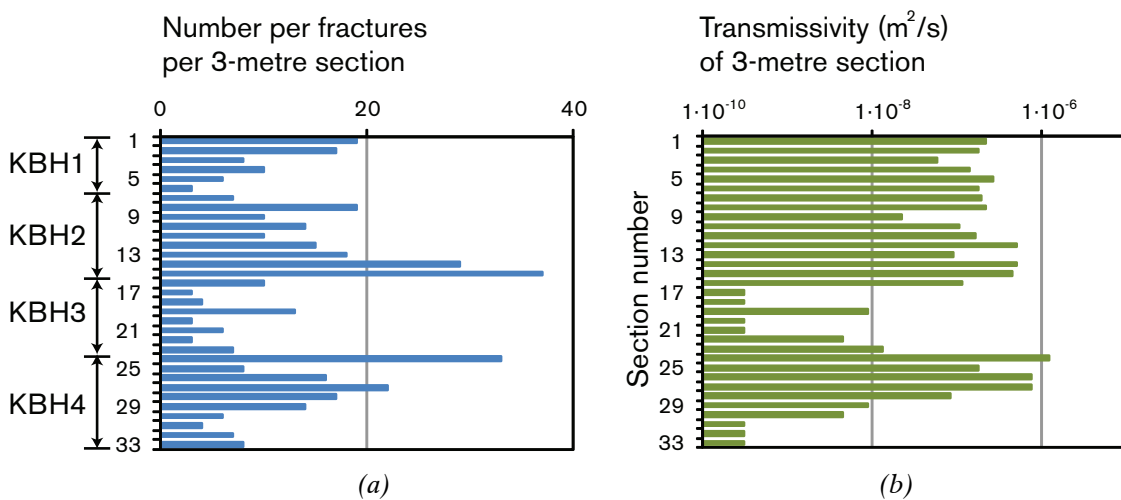 Number per fractures
per 3-metre section
0 20 40
KBH1
KBH2
KBH3
KBH4
1
5
9
13
17
21
25
29
33
(a)
Transmissivity (m²/s)
of 3-metre section
1·10⁻¹⁰ 1·10⁻⁸ 1·10⁻⁶
Section number
1
5
9
13
17
21
25
29
33
(b)